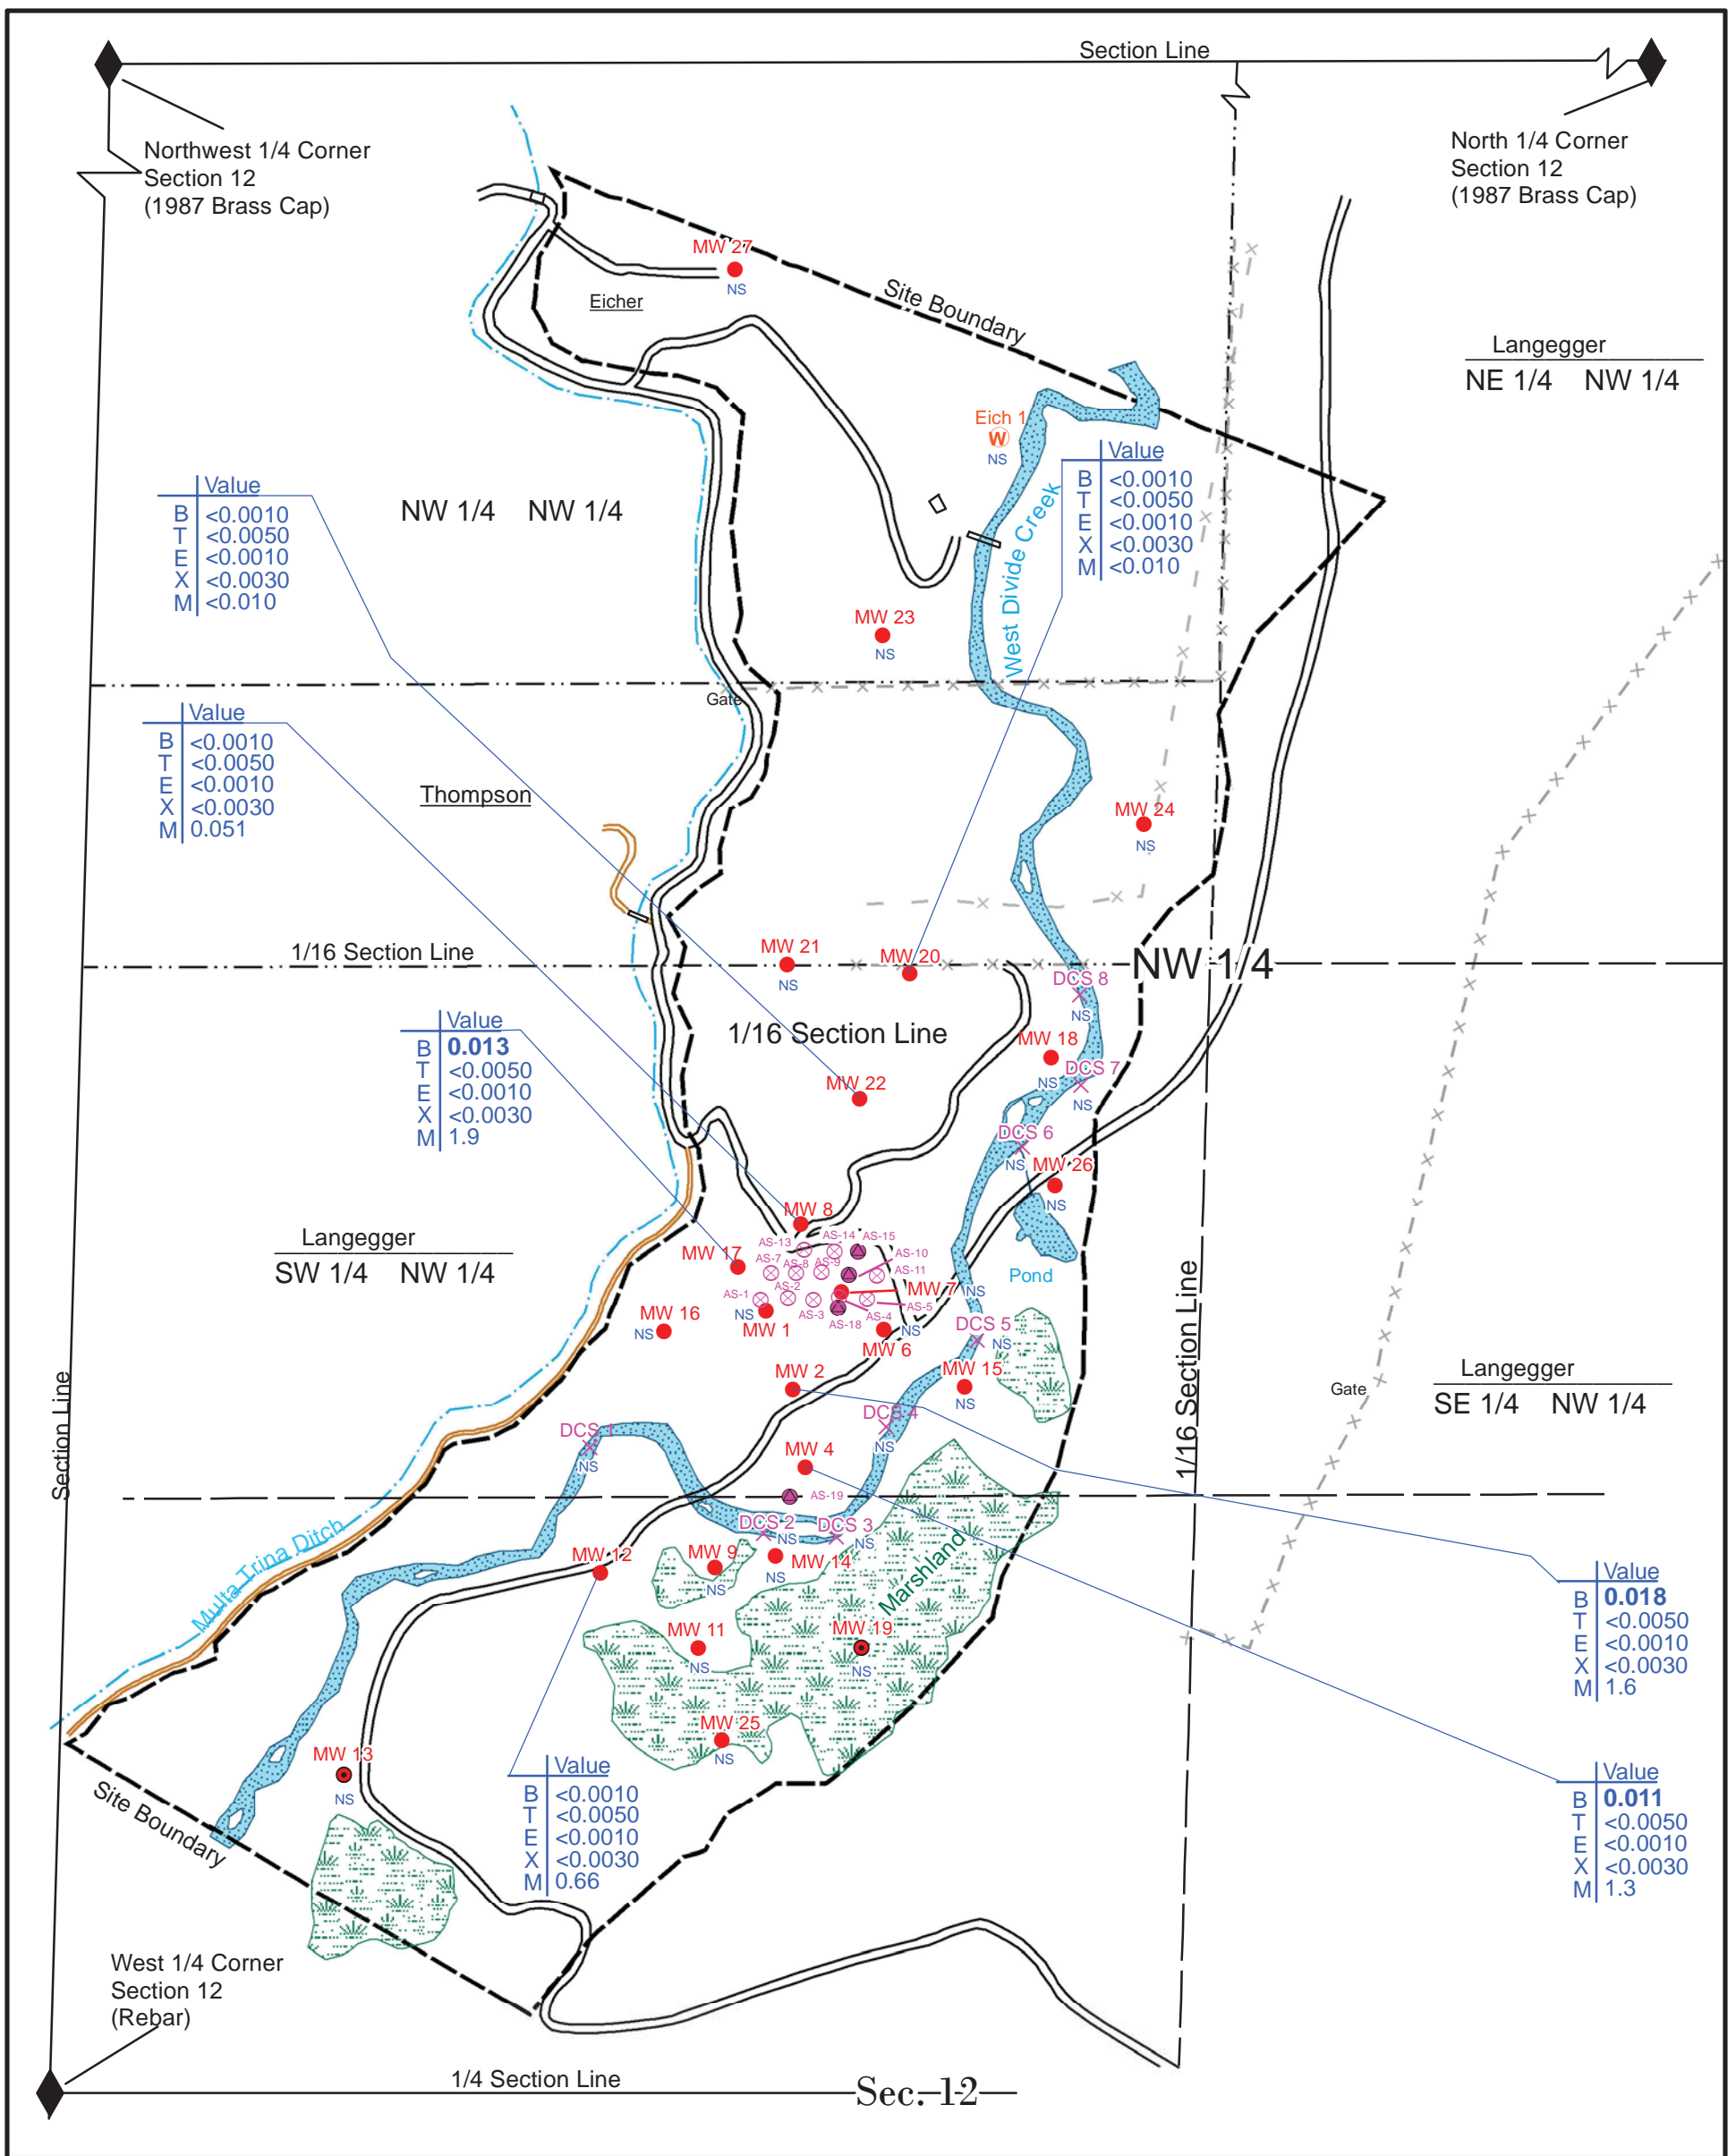 Section Line
Northwest 1/4 Corner
Section 12
(1987 Brass Cap)
North 1/4 Corner
Section 12
(1987 Brass Cap)
MW 27
NS
Eicher
Site Boundary
Langegger
NE 1/4 NW 1/4
Eich 1
W
NS
Value
B <0.0010
T <0.0050
E <0.0010
X <0.0030
M <0.010
Value
B <0.0010
T <0.0050
E <0.0010
X <0.0030
M <0.010
NW 1/4 NW 1/4
West Divide Creek
MW 23
NS
Gate
Value
B <0.0010
T <0.0050
E <0.0010
X <0.0030
M 0.051
Thompson
MW 24
NS
1/16 Section Line
MW 21
NS
MW 20
NW 1/4
DCS 8
NS
Value
B 0.013
T <0.0050
E <0.0010
X <0.0030
M 1.9
1/16 Section Line
MW 18
NS
DCS 7
NS
MW 22
DCS 6
NS
MW 26
NS
MW 8
Langegger
SW 1/4 NW 1/4
MW 17
AS-13
AS-14
AS-15
AS-7
AS-8
AS-9
AS-10
AS-11
AS-1
AS-2
AS-3
AS-18
AS-4
AS-5
MW 7
NS
Pond
MW 16
NS
NS
MW 1
MW 6
NS
DCS 5
NS
MW 2
MW 15
NS
1/16 Section Line
Gate
Langegger
SE 1/4 NW 1/4
Section Line
DCS 1
NS
DCS 4
NS
MW 4
AS-19
DCS 2
NS
DCS 3
NS
Multa Trina Ditch
MW 12
MW 9
NS
MW 14
NS
Marshland
MW 11
NS
MW 19
NS
Value
B 0.018
T <0.0050
E <0.0010
X <0.0030
M 1.6
MW 25
NS
MW 13
NS
Site Boundary
Value
B <0.0010
T <0.0050
E <0.0010
X <0.0030
M 0.66
Value
B 0.011
T <0.0050
E <0.0010
X <0.0030
M 1.3
West 1/4 Corner
Section 12
(Rebar)
1/4 Section Line
Sec. 12